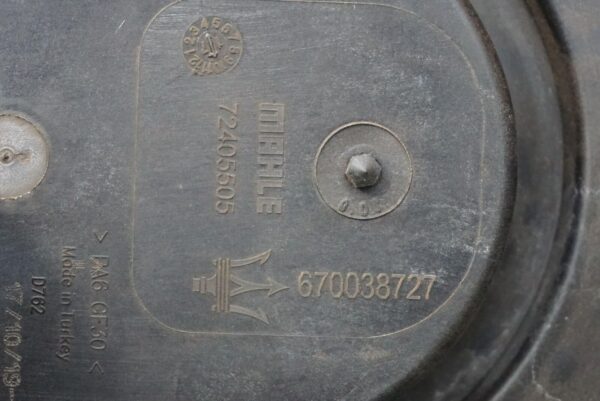 MAHLE
72405505
670038727
> PA6 GF30 <
Made in Turkey
D762
17/10/19